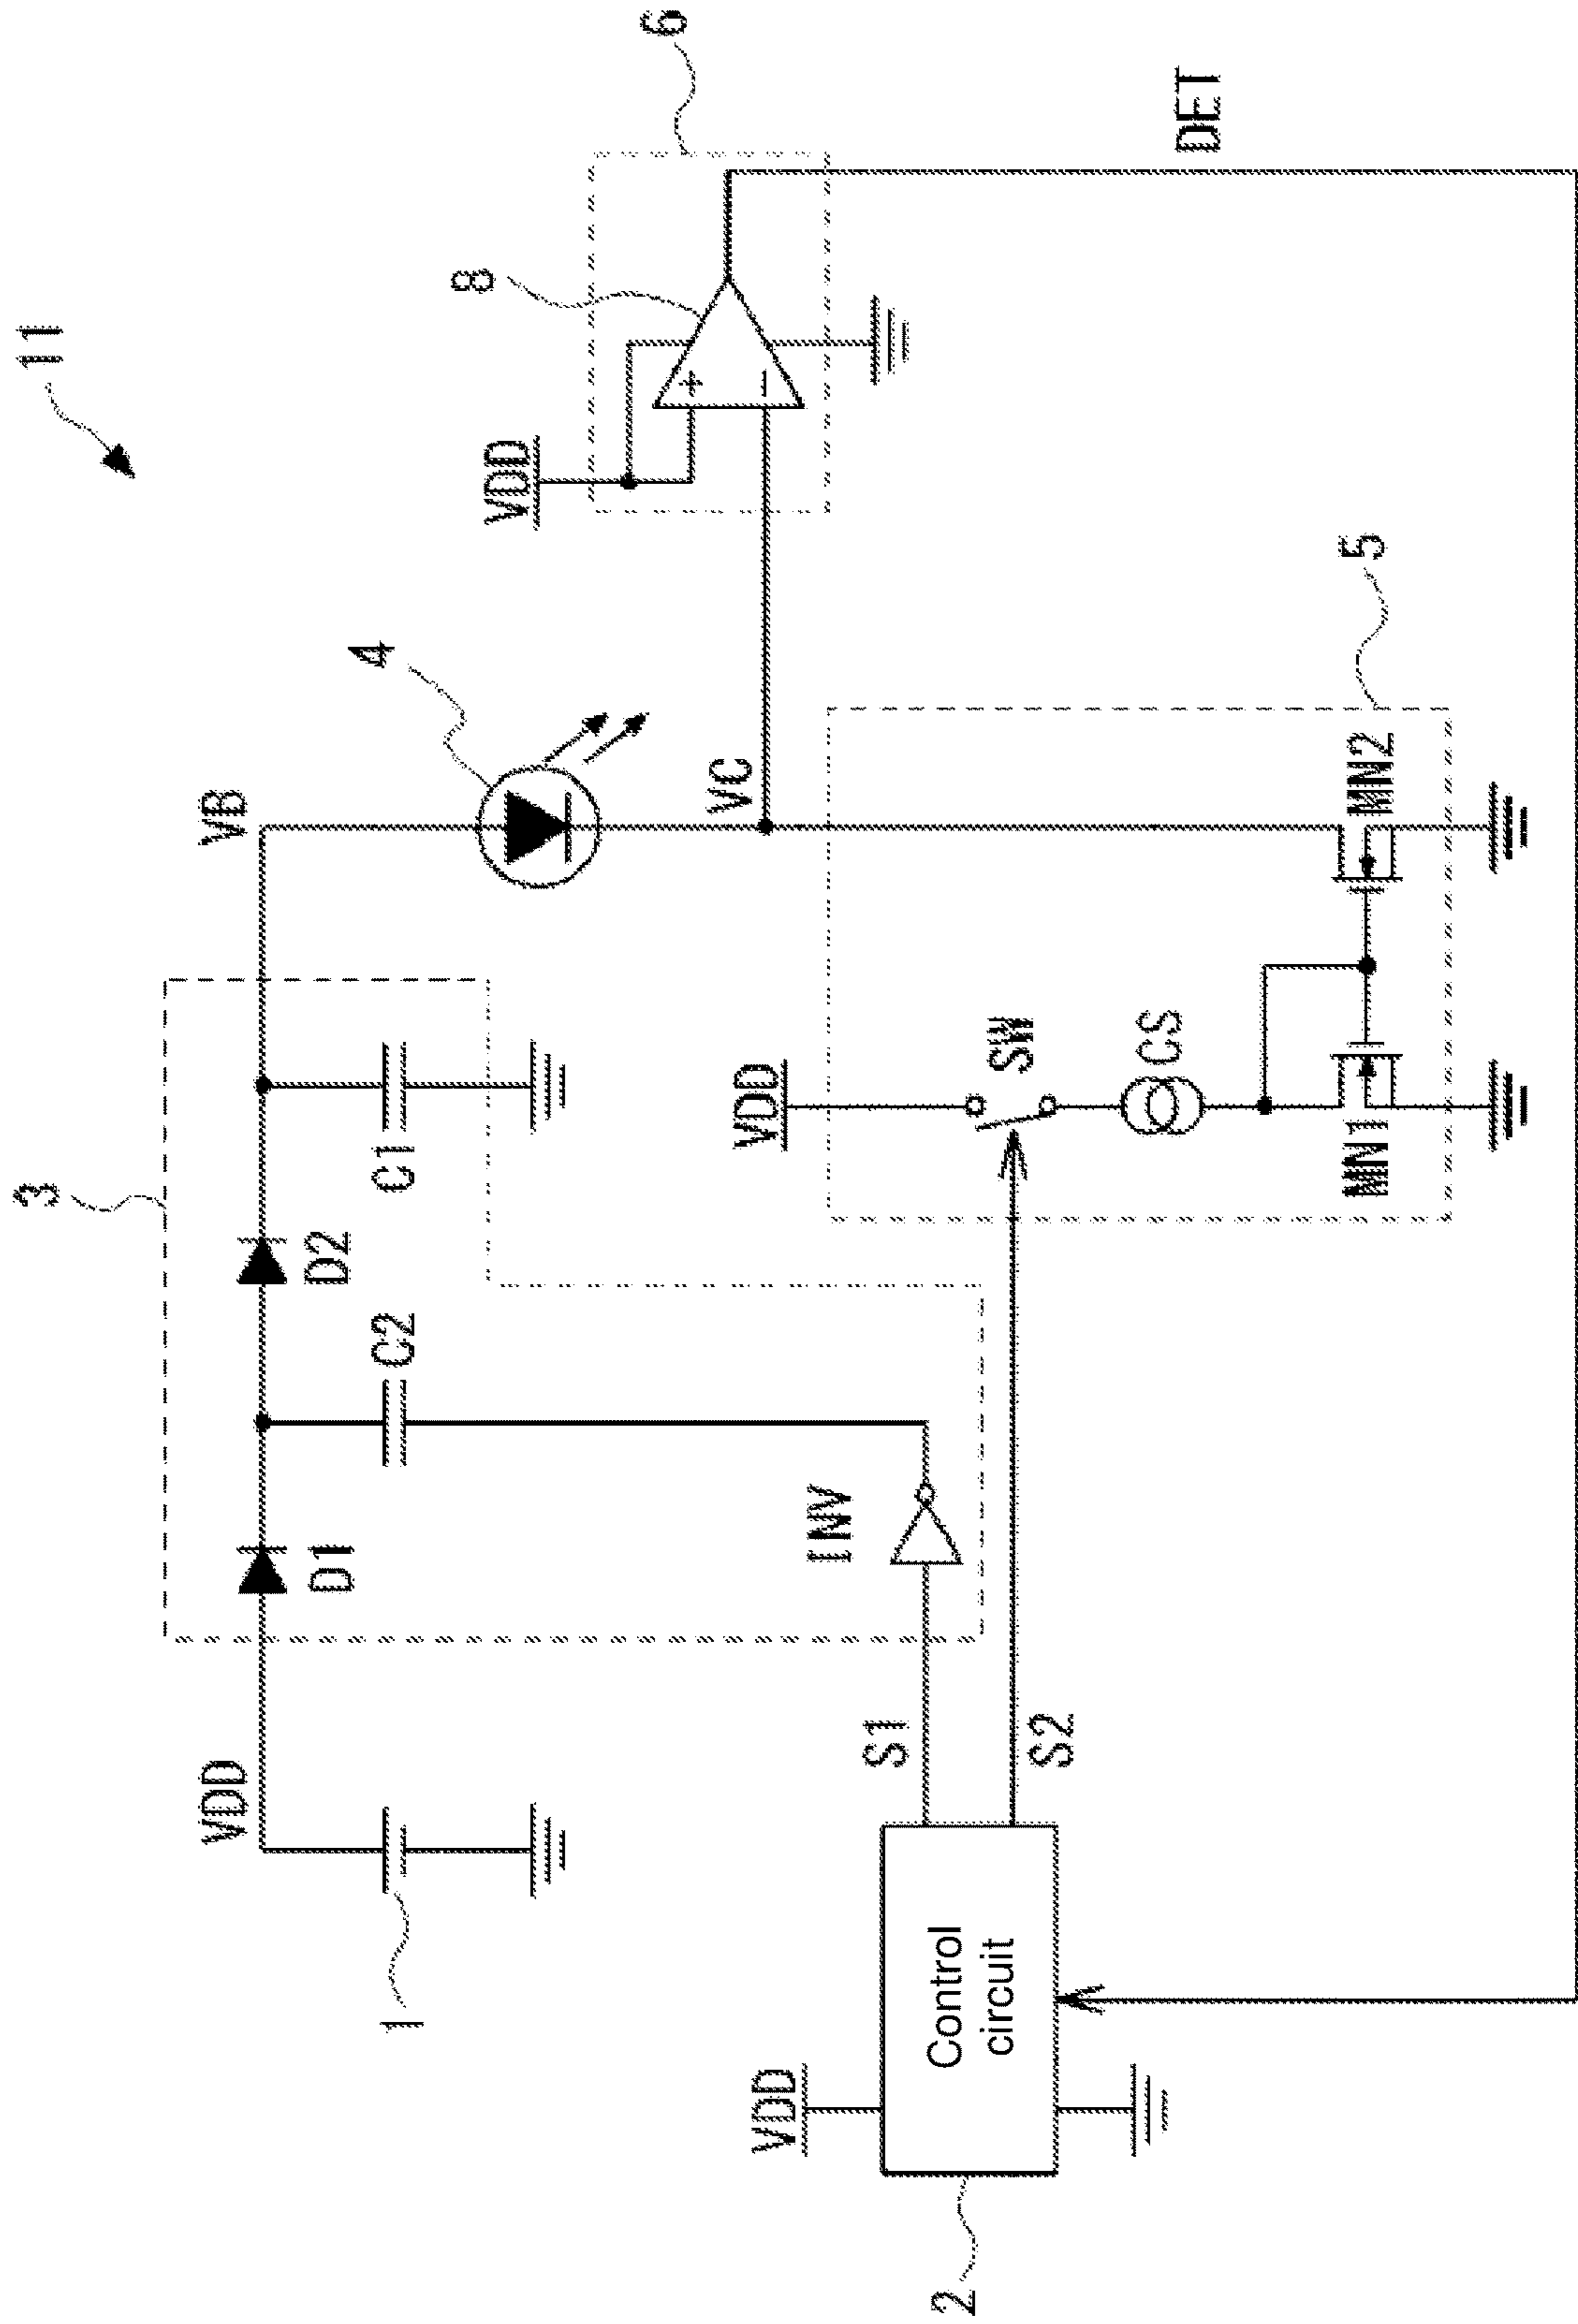 11
3
VDD
D1
D2
VB
C2
C1
1
4
6
8
VDD
VC
INV
VDD
SW
CS
5
VDD
S1
S2
Control
circuit
2
MN1
MN2
DET